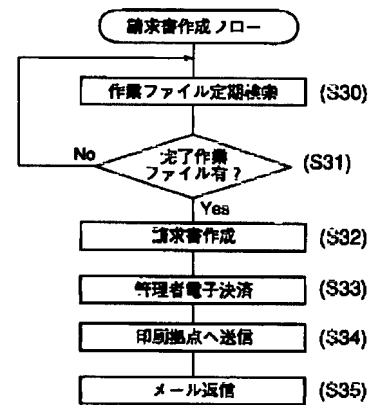 請求書作成フロー
作業ファイル定期検索 (S30)
No
完了作業
ファイル有？ (S31)
Yes
請求書作成 (S32)
管理者電子決済 (S33)
印刷拠点へ送信 (S34)
メール返信 (S35)